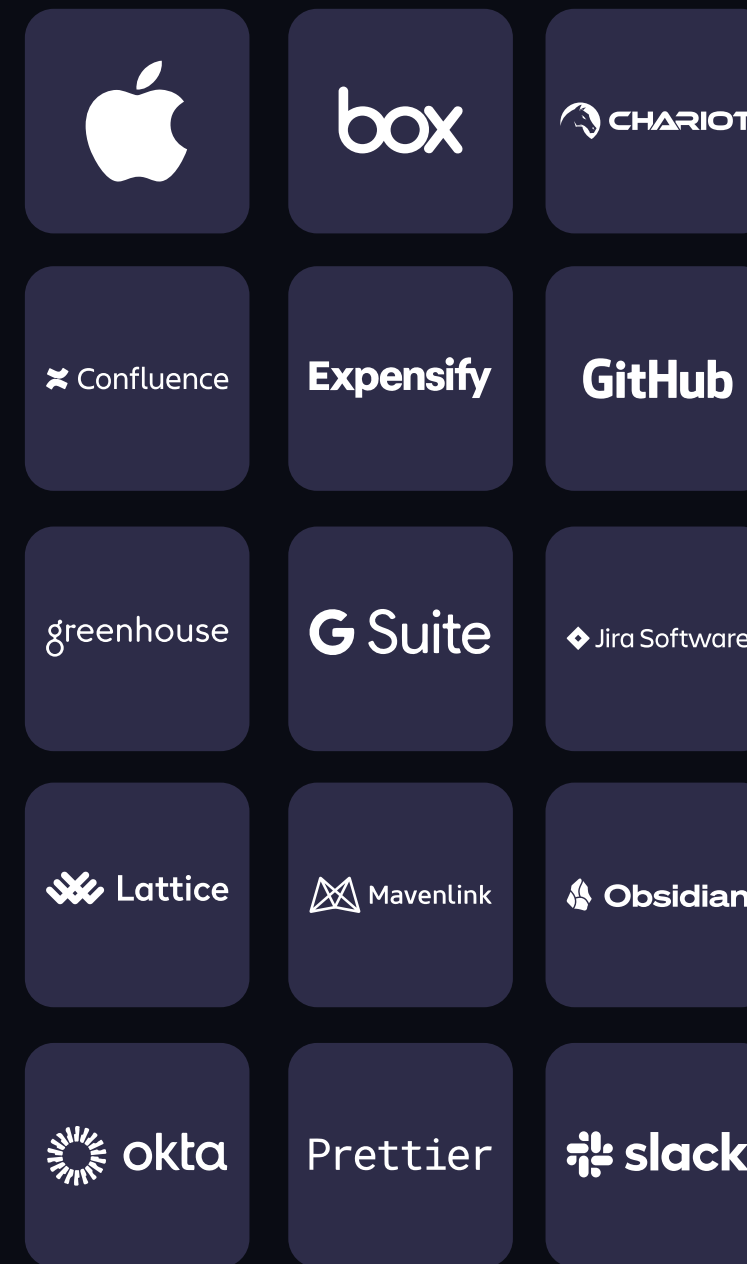 box
CHARIOT
Confluence
Expensify
GitHub
greenhouse
G Suite
Jira Software
Lattice
Mavenlink
Obsidian
okta
Prettier
slack